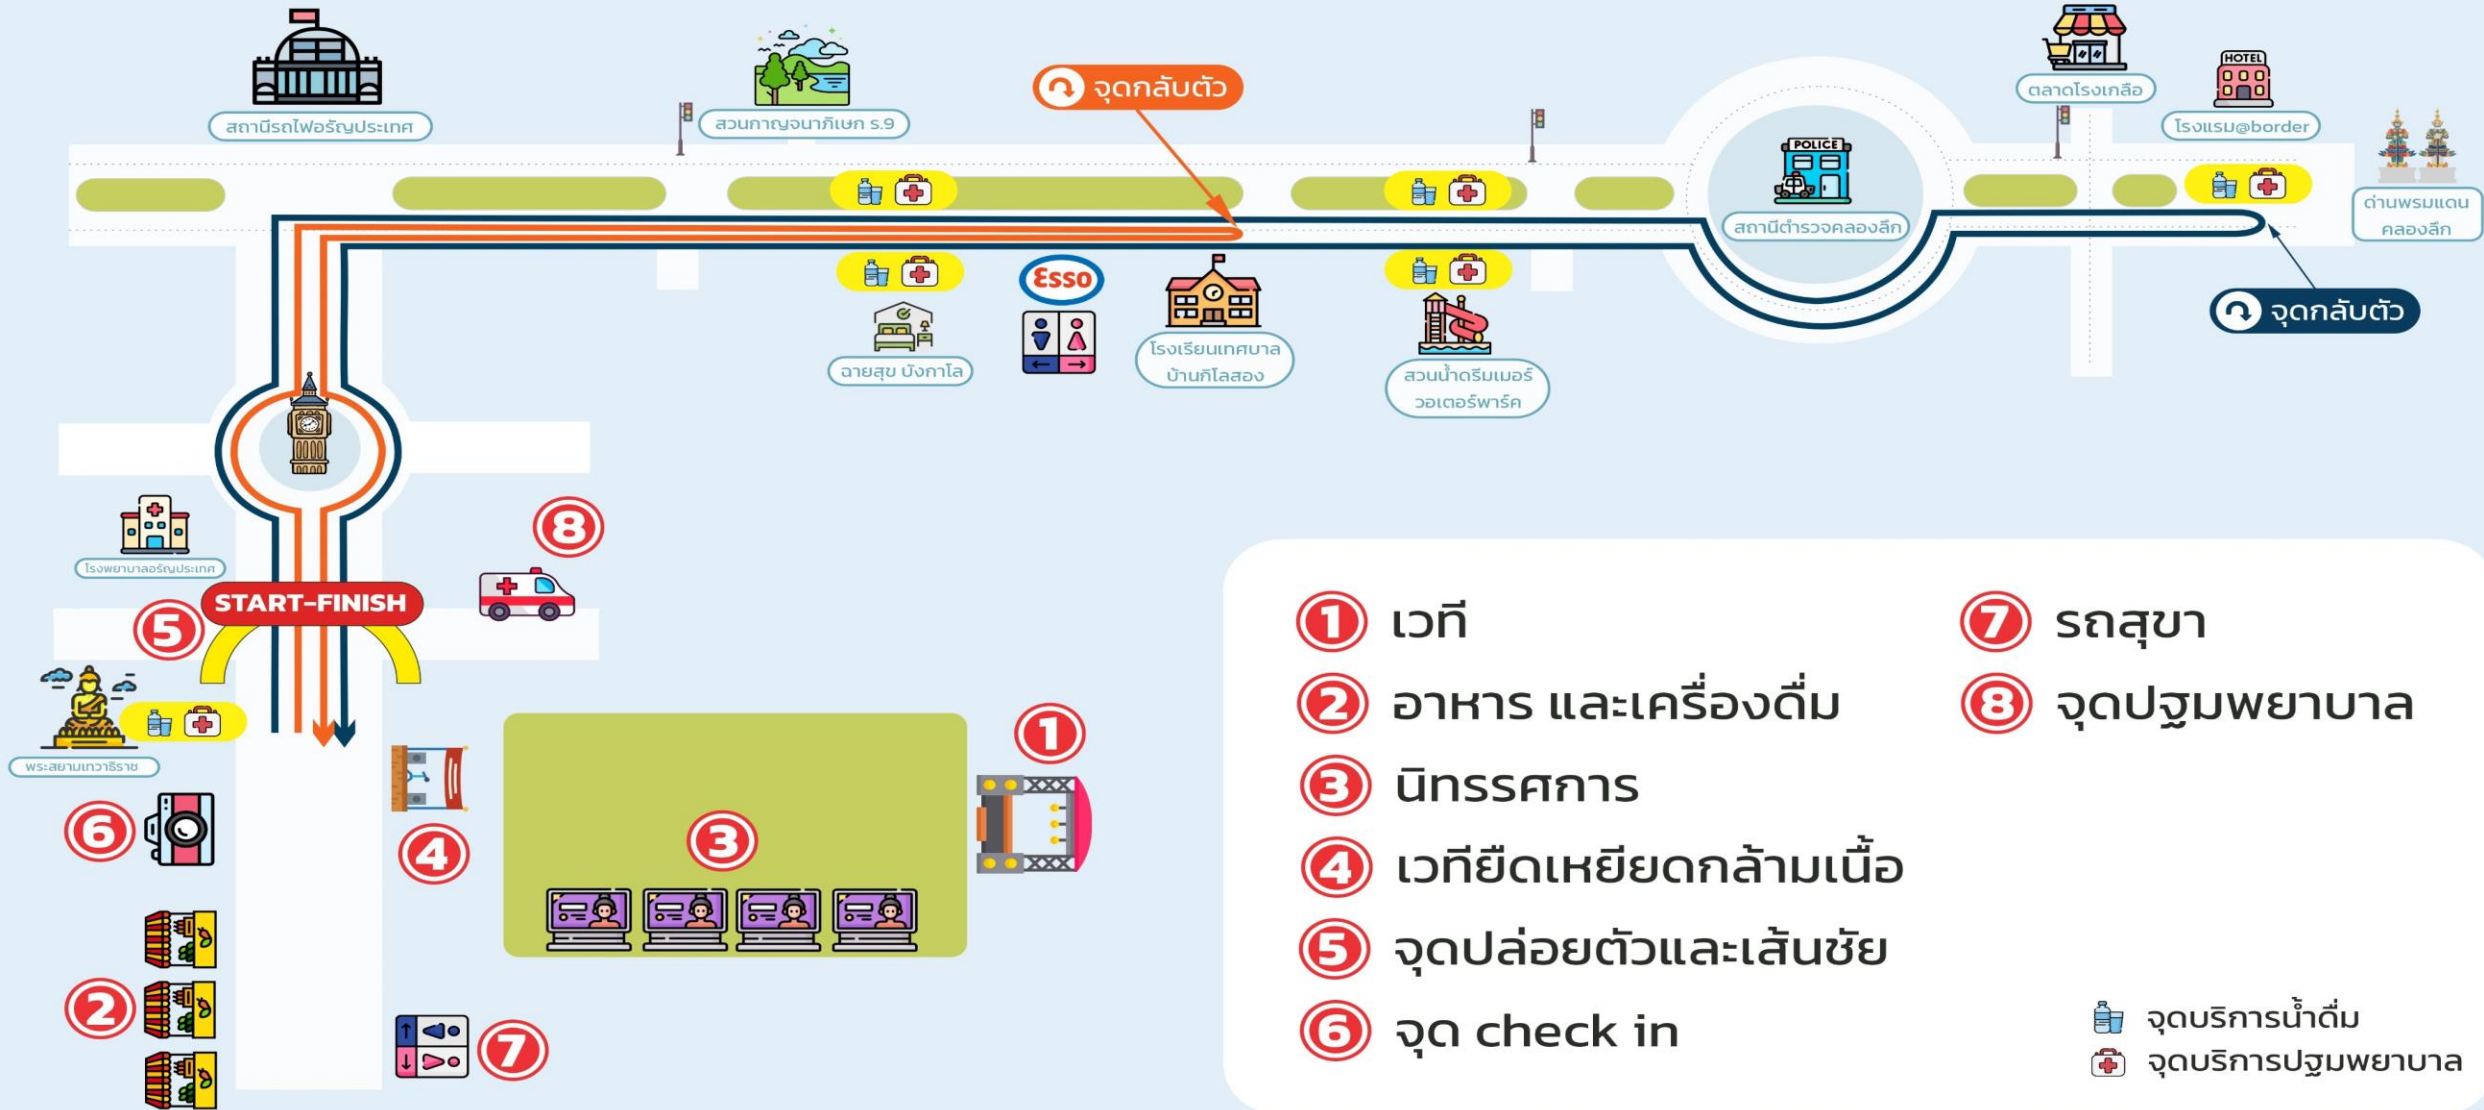 HOTEL
ตลาดโรงเกลือ
โรงแรม@border
จุดกลับตัว
สถานีรถไฟอรัญประเทศ
สวนกาญจนาภิเษก ร.9
POLICE
สถานีตำรวจคลองลึก
ด่านพรมแดน
คลองลึก
Esso
จุดกลับตัว
โรงเรียนเทศบาล
บ้านกิโลสอง
ฉายสุข บังกาโล
สวนน้ำดรีมเมอร์
วอเตอร์พาร์ค
8
โรงพยาบาลอรัญประเทศ
START-FINISH
5
พระสยามเทวาธิราช
1
6
4
3
2
7
1 เวที
2 อาหาร และเครื่องดื่ม
3 นิทรรศการ
4 เวทียืดเหยียดกล้ามเนื้อ
5 จุดปล่อยตัวและเส้นชัย
6 จุด check in
7 รถสุขา
8 จุดปฐมพยาบาล
จุดบริการน้ำดื่ม
จุดบริการปฐมพยาบาล